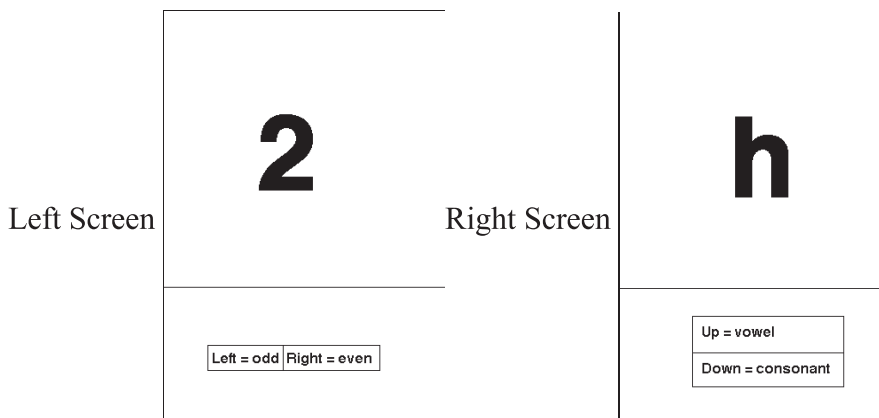 Left Screen
2
Left = odd Right = even
Right Screen
h
Up = vowel
Down = consonant